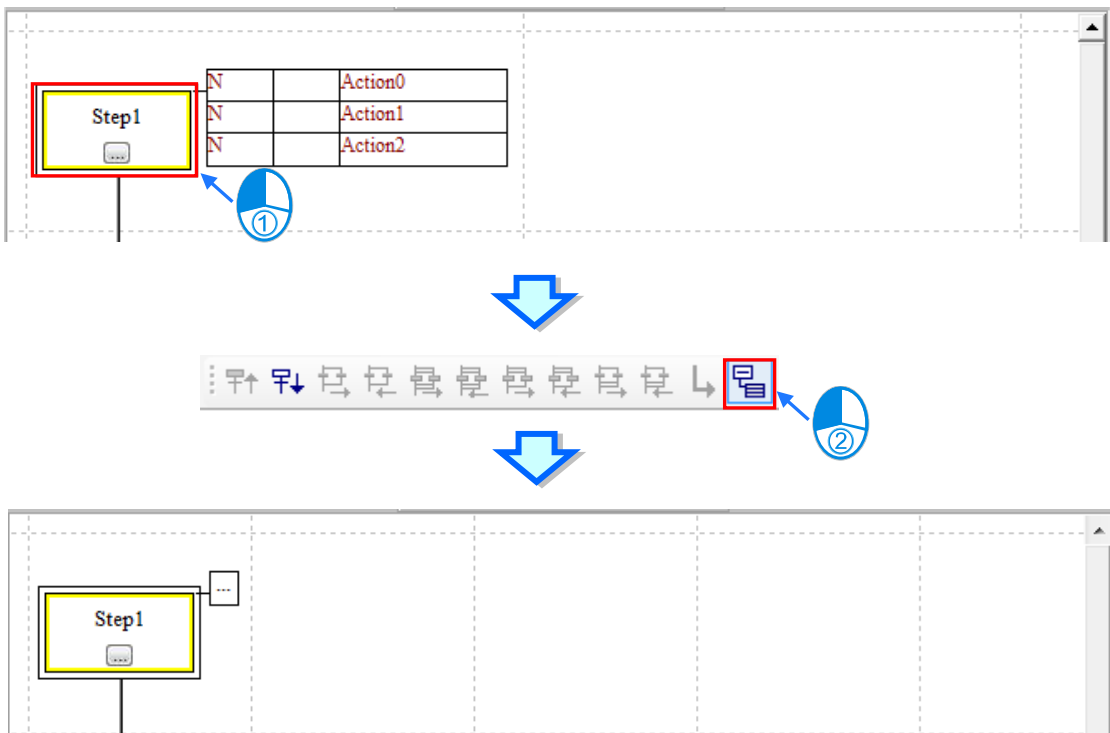 N Action0
Step1 N Action1
... N Action2
①
②
...
Step1
...